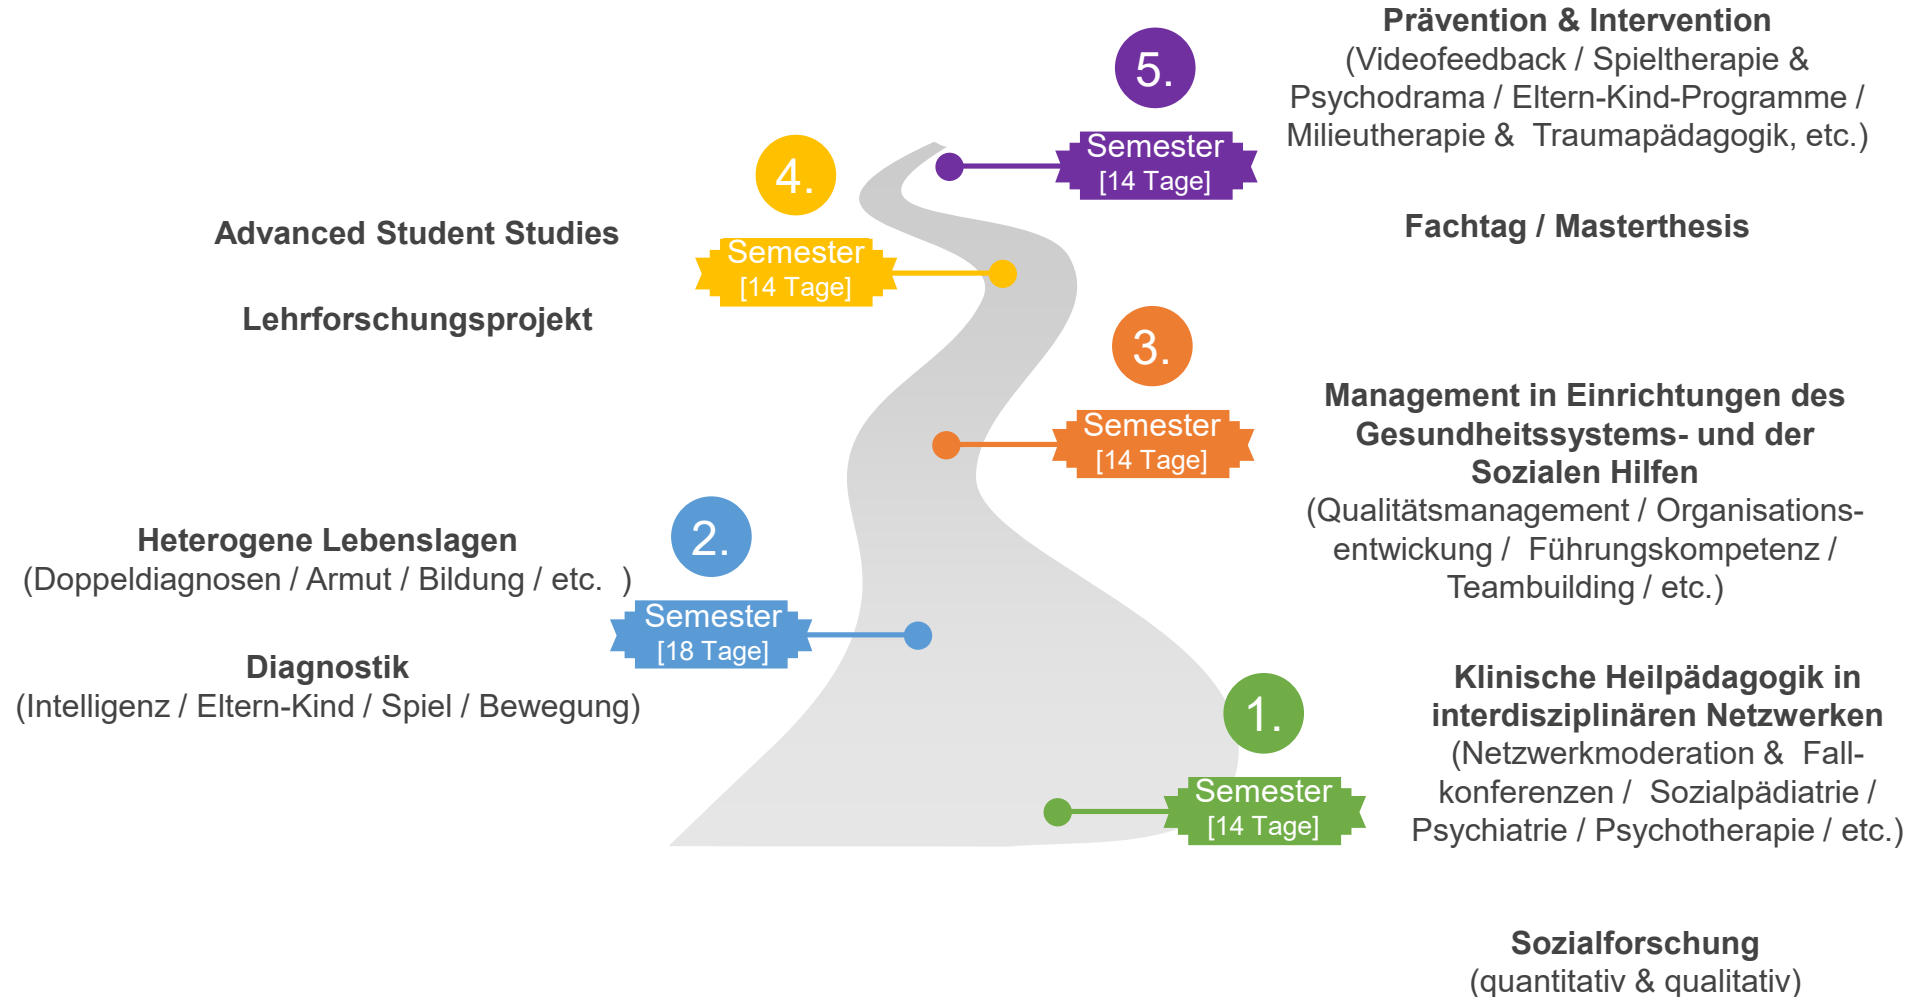 Prävention & Intervention
(Videofeedback / Spieltherapie &
Psychodrama / Eltern-Kind-Programme /
Milieutherapie & Traumapädagogik, etc.)
5.
Semester
[14 Tage]
Fachtag / Masterthesis
4.
Semester
[14 Tage]
Advanced Student Studies
Lehrforschungsprojekt
3.
Semester
[14 Tage]
Management in Einrichtungen des
Gesundheitssystems- und der
Sozialen Hilfen
(Qualitätsmanagement / Organisations-
entwickung / Führungskompetenz /
Teambuilding / etc.)
2.
Semester
[18 Tage]
Heterogene Lebenslagen
(Doppeldiagnosen / Armut / Bildung / etc. )
Diagnostik
(Intelligenz / Eltern-Kind / Spiel / Bewegung)
1.
Semester
[14 Tage]
Klinische Heilpädagogik in
interdisziplinären Netzwerken
(Netzwerkmoderation & Fall-
konferenzen / Sozialpädiatrie /
Psychiatrie / Psychotherapie / etc.)
Sozialforschung
(quantitativ & qualitativ)